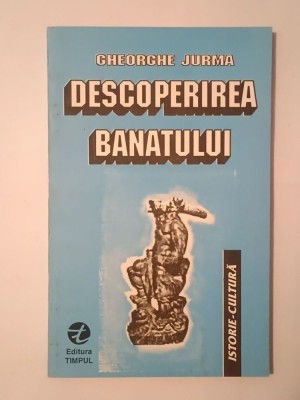 GHEORGHE JURMA
DESCOPERIREA
BANATULUI
ISTORIE-CULTURĂ
t
Editura
TIMPUL